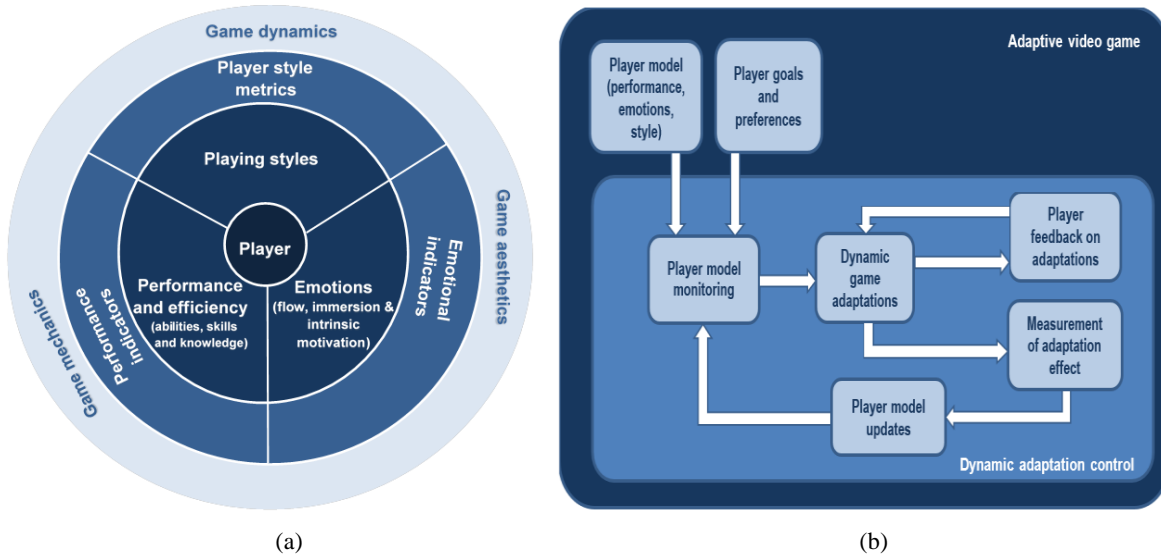 Game dynamics
Player style
metrics
Playing styles
Player
Performance
and efficiency
(abilities, skills
and knowledge)
Emotions
(flow, immersion &
intrinsic
motivation)
Performance
indicators
Emotional
indicators
Game mechanics
Game aesthetics
(a)
Adaptive video game
Player model
(performance,
emotions,
style)
Player goals
and
preferences
Player model
monitoring
Dynamic
game
adaptations
Player
feedback on
adaptations
Measurement
of adaptation
effect
Player model
updates
Dynamic adaptation control
(b)